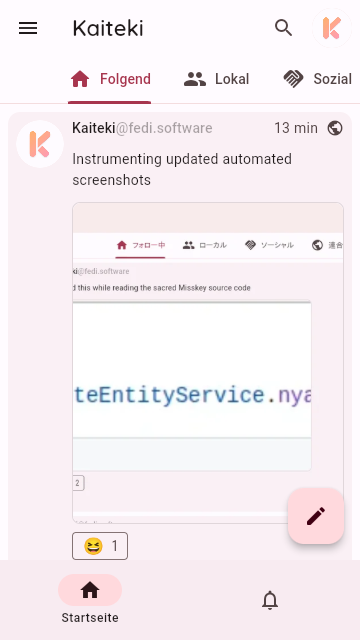 Kaiteki
Folgend
Lokal
Sozial
Kaiteki@fedi.software
13 min
Instrumenting updated automated
screenshots
フォロー中
ローカル
ソーシャル
連合
ki@fedi.software
d this while reading the sacred Misskey source code
teEntityService.nya
2
1
Startseite